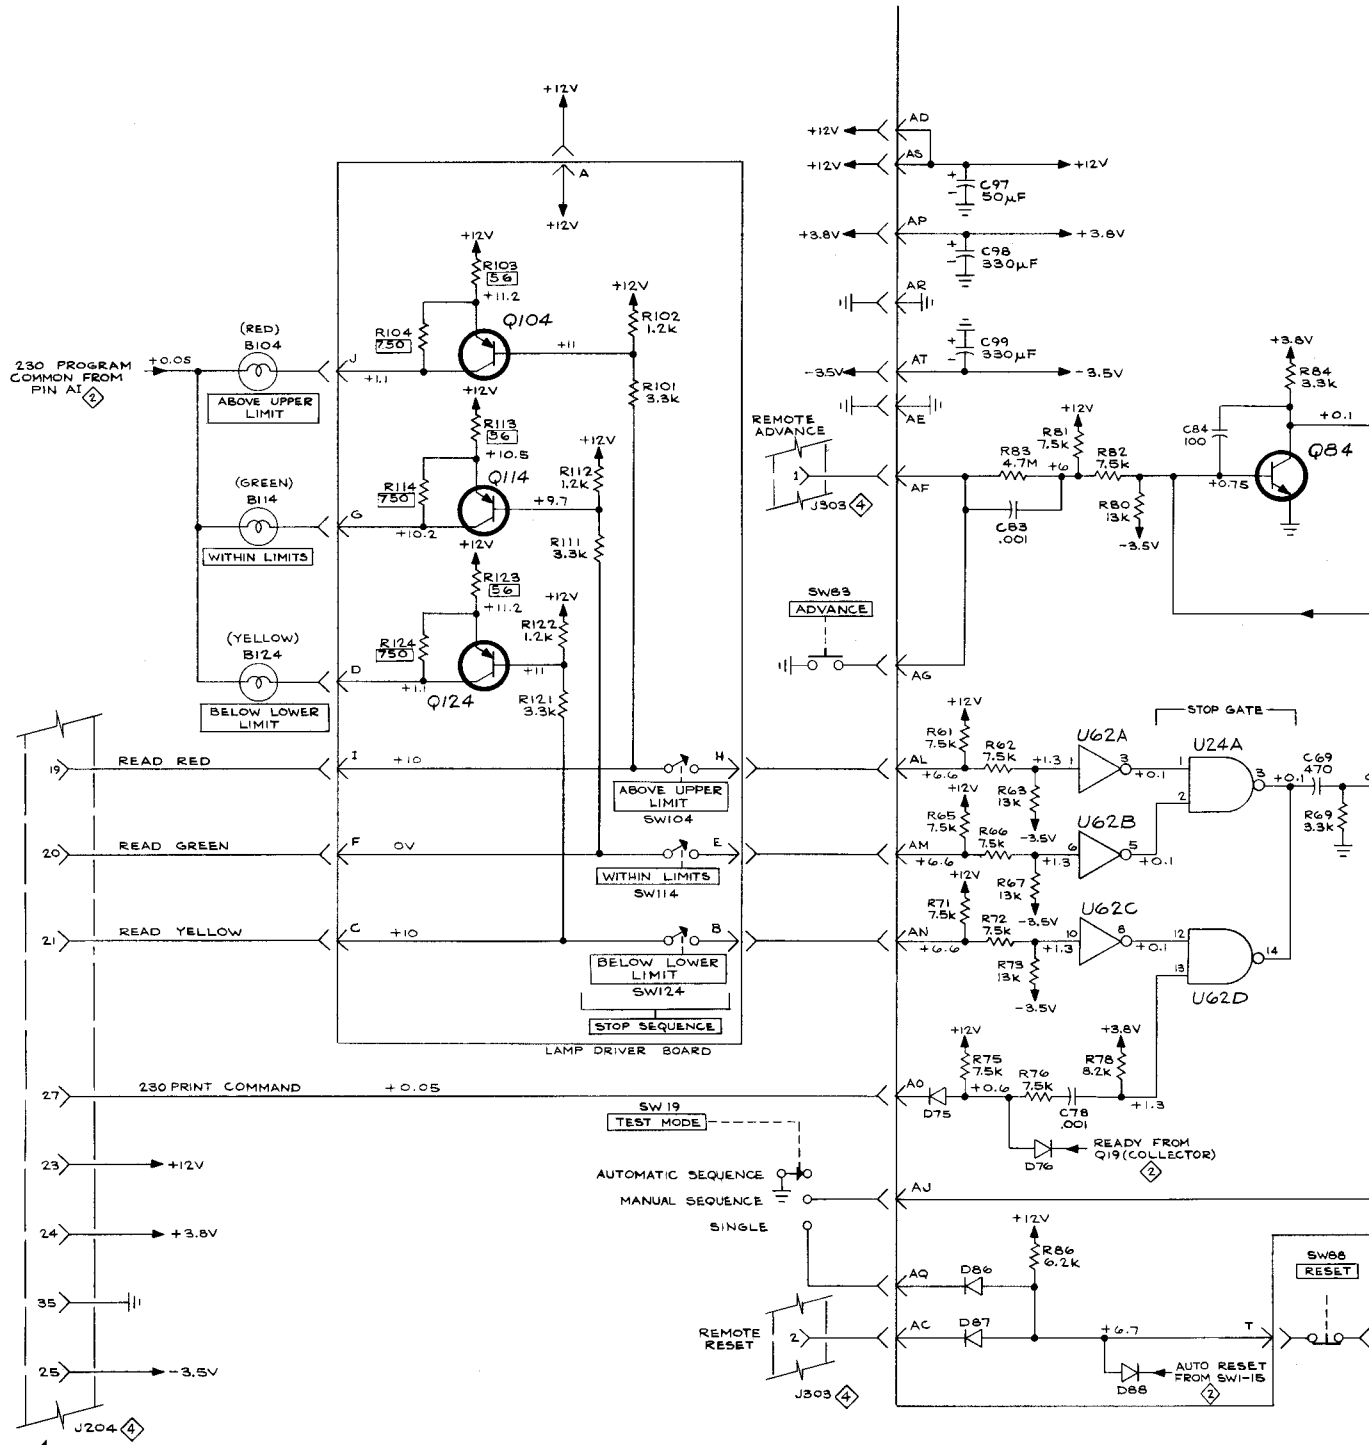 +12V
A
+12V
+12V
R103
56
+11.2
Q104
R104
750
+12V
R102
1.2K
+11
R101
3.3K
(RED)
B104
ABOVE UPPER
LIMIT
230 PROGRAM
COMMON FROM
PIN AI
2
+0.05
J
+1.1
+12V
R113
56
+10.5
Q114
R114
750
+12V
R112
1.2K
+9.7
R111
3.3K
(GREEN)
B114
WITHIN LIMITS
G
+10.2
+12V
R123
56
+11.2
R124
750
Q124
+12V
R122
1.2K
+11
R121
3.3K
(YELLOW)
B124
BELOW LOWER
LIMIT
D
+1.1
19
READ RED
I
+10
H
ABOVE UPPER
LIMIT
SW104
20
READ GREEN
F
0V
E
WITHIN LIMITS
SW114
21
READ YELLOW
C
+10
B
BELOW LOWER
LIMIT
SW124
STOP SEQUENCE
LAMP DRIVER BOARD
27
230 PRINT COMMAND
+0.05
23
+12V
24
+3.8V
35
25
-3.5V
J204
4
+12V
AD
+12V
AS
+12V
+
-
C97
50µF
+3.8V
AP
+3.8V
+
-
C98
330µF
AR
+
-
C99
330µF
-3.5V
AT
-3.5V
AE
REMOTE
ADVANCE
1
J303
4
AF
R83
4.7M
C83
.001
+6
+12V
R81
7.5K
R82
7.5K
R80
13K
-3.5V
C84
100
+0.75
+3.8V
R84
3.3K
+0.1
Q84
SW83
ADVANCE
AG
STOP GATE
+12V
R61
7.5K
AL
+6.6
R62
7.5K
+1.3
1
U62A
3
+0.1
R63
13K
-3.5V
1
2
U24A
3
+0.1
C69
470
R69
3.3K
+12V
R65
7.5K
AM
+6.6
R66
7.5K
+1.3
6
U62B
5
+0.1
R67
13K
-3.5V
+12V
R71
7.5K
AN
+6.6
R72
7.5K
+1.3
10
U62C
8
+0.1
R73
13K
-3.5V
12
13
14
U62D
AO
D75
+12V
R75
7.5K
+0.6
R76
7.5K
C78
.001
+3.8V
R78
8.2K
+1.3
D76
READY FROM
Q19(COLLECTOR)
2
SW 19
TEST MODE
AUTOMATIC SEQUENCE
MANUAL SEQUENCE
SINGLE
AJ
+12V
R86
6.2K
AQ
D86
REMOTE
RESET
2
J303
4
AC
D87
+6.7
T
D88
AUTO RESET
FROM SW1-15
2
SW88
RESET